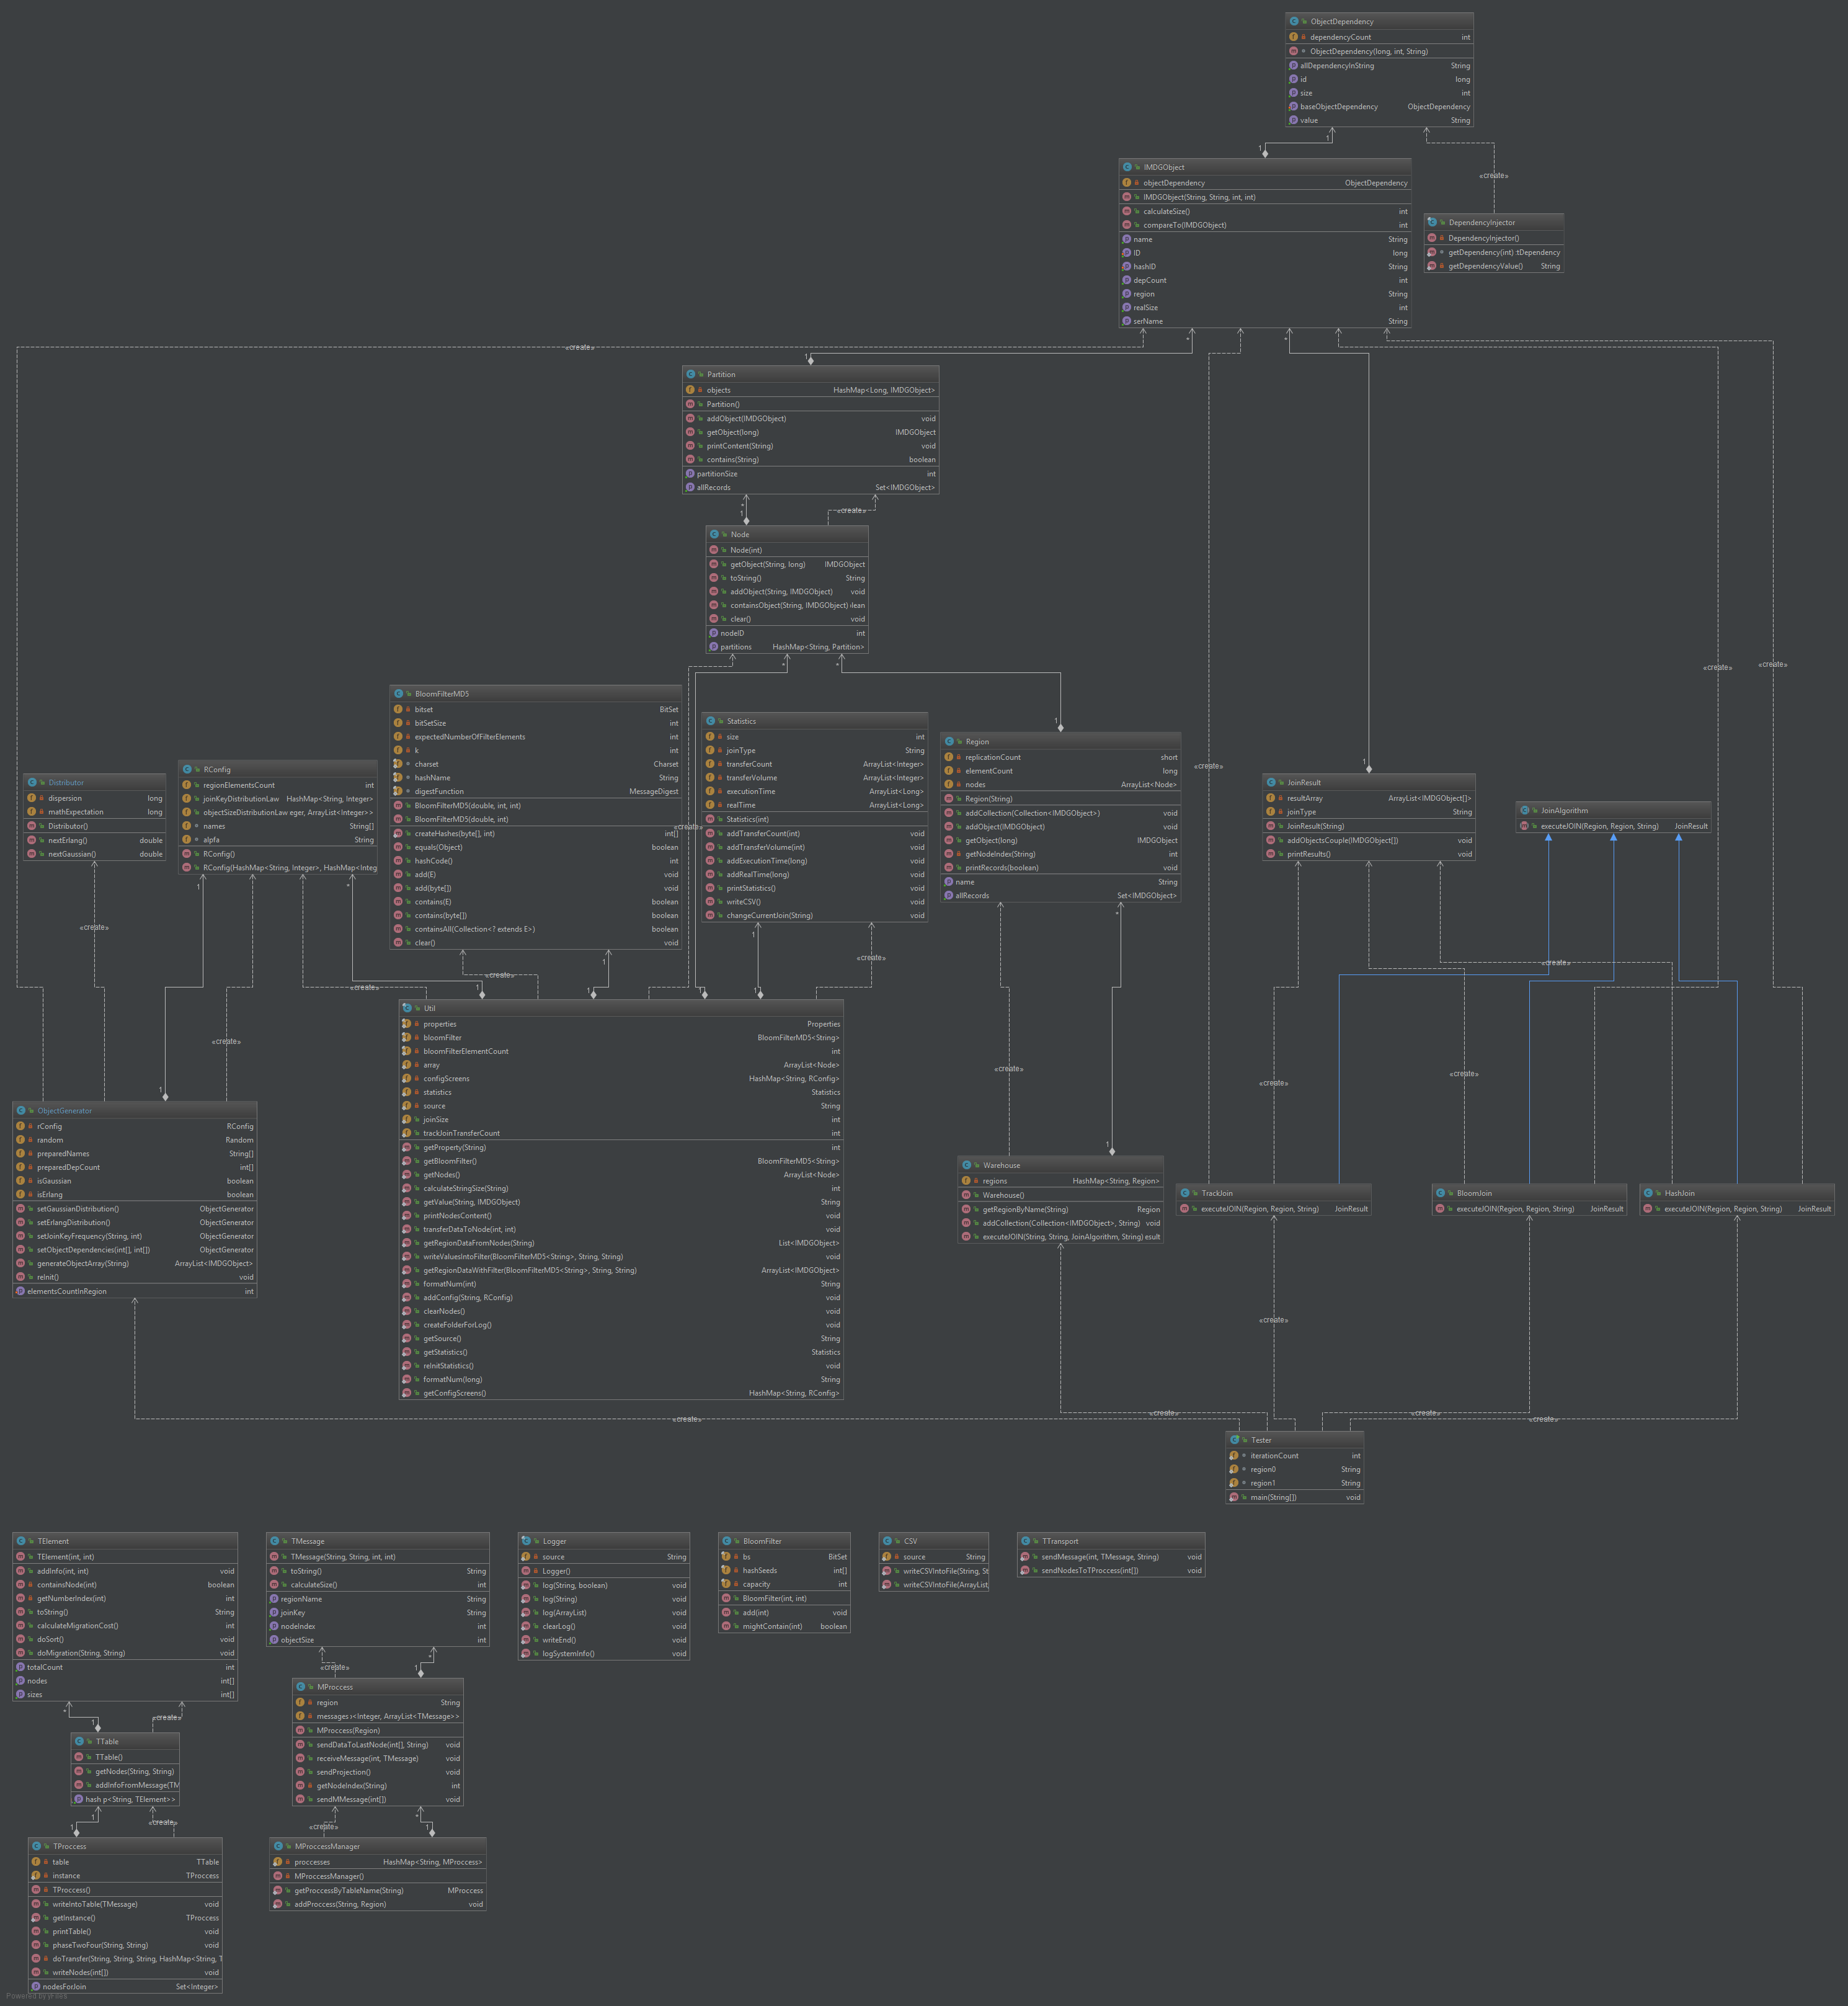 ObjectDependency
dependencyCount int
ObjectDependency(long, int, String)
allDependencyInString String
id long
size int
baseObjectDependency ObjectDependency
value String
1
1
«create»
IMDGObject
objectDependency ObjectDependency
IMDGObject(String, String, int, int)
calculateSize() int
compareTo(IMDGObject) int
name String
ID long
hashID String
depCount int
region String
realSize int
serName String
DependencyInjector
DependencyInjector()
getDependency(int) tDependency
getDependencyValue() String
«create»
*
*
1
Partition
objects HashMap<Long, IMDGObject>
Partition()
addObject(IMDGObject) void
getObject(long) IMDGObject
printContent(String) void
contains(String) boolean
partitionSize int
allRecords Set<IMDGObject>
*
1
«create»
Node
Node(int)
getObject(String, long) IMDGObject
toString() String
addObject(String, IMDGObject) void
containsObject(String, IMDGObject) lean
clear() void
nodeID int
partitions HashMap<String, Partition>
*
*
«create»
«create»
«create»
1
1
BloomFilterMD5
bitset BitSet
bitSetSize int
expectedNumberOfFilterElements int
k int
charset Charset
hashName String
digestFunction MessageDigest
BloomFilterMD5(double, int, int)
BloomFilterMD5(double, int)
createHashes(byte[], int) int[]
equals(Object) boolean
hashCode() int
add(E) void
add(byte[]) void
contains(E) boolean
contains(byte[]) boolean
containsAll(Collection<? extends E>) boolean
clear() void
«create»
Statistics
size int
joinType String
transferCount ArrayList<Integer>
transferVolume ArrayList<Integer>
executionTime ArrayList<Long>
realTime ArrayList<Long>
Statistics(int)
addTransferCount(int) void
addTransferVolume(int) void
addExecutionTime(long) void
addRealTime(long) void
printStatistics() void
writeCSV() void
changeCurrentJoin(String) void
Region
replicationCount short
elementCount long
nodes ArrayList<Node>
Region(String)
addCollection(Collection<IMDGObject>) void
addObject(IMDGObject) void
getObject(long) IMDGObject
getNodeIndex(String) int
printRecords(boolean) void
name String
allRecords Set<IMDGObject>
Distributor
dispersion long
mathExpectation long
Distributor()
nextErlang() double
nextGaussian() double
RConfig
regionElementsCount int
joinKeyDistributionLaw HashMap<String, Integer>
objectSizeDistributionLaw eger, ArrayList<Integer>>
names String[]
alpfa String
RConfig()
RConfig(HashMap<String, Integer>, HashMap<Integ
JoinResult
resultArray ArrayList<IMDGObject[]>
joinType String
JoinResult(String)
addObjectsCouple(IMDGObject[]) void
printResults() void
JoinAlgorithm
executeJOIN(Region, Region, String) JoinResult
1
*
«create»
1
1
«create»
*
«create»
«create»
«create»
1
1
1
1
«create»
Util
properties Properties
bloomFilter BloomFilterMD5<String>
bloomFilterElementCount int
array ArrayList<Node>
configScreens HashMap<String, RConfig>
statistics Statistics
source String
joinSize int
trackJoinTransferCount int
getProperty(String) int
getBloomFilter() BloomFilterMD5<String>
getNodes() ArrayList<Node>
calculateStringSize(String) int
getValue(String, IMDGObject) String
printNodesContent() void
transferDataToNode(int, int) void
getRegionDataFromNodes(String) List<IMDGObject>
writeValuesIntoFilter(BloomFilterMD5<String>, String, String) void
getRegionDataWithFilter(BloomFilterMD5<String>, String, String) ArrayList<IMDGObject>
formatNum(int) String
addConfig(String, RConfig) void
clearNodes() void
createFolderForLog() void
getSource() String
getStatistics() Statistics
reInitStatistics() void
formatNum(long) String
getConfigScreens() HashMap<String, RConfig>
«create»
«create»
«create»
«create»
1
1
ObjectGenerator
rConfig RConfig
random Random
preparedNames String[]
preparedDepCount int[]
isGaussian boolean
isErlang boolean
setGaussianDistribution() ObjectGenerator
setErlangDistribution() ObjectGenerator
setJoinKeyFrequency(String, int) ObjectGenerator
setObjectDependencies(int[], int[]) ObjectGenerator
generateObjectArray(String) ArrayList<IMDGObject>
reInit() void
elementsCountInRegion int
Warehouse
regions HashMap<String, Region>
Warehouse()
getRegionByName(String) Region
addCollection(Collection<IMDGObject>, String) void
executeJOIN(String, String, JoinAlgorithm, String) esult
TrackJoin
executeJOIN(Region, Region, String) JoinResult
BloomJoin
executeJOIN(Region, Region, String) JoinResult
HashJoin
executeJOIN(Region, Region, String) JoinResult
«create»
«create»
«create»
«create»
«create»
Tester
iterationCount int
region0 String
region1 String
main(String[]) void
TElement
TElement(int, int)
addInfo(int, int) void
containsNode(int) boolean
getNumberIndex(int) int
toString() String
calculateMigrationCost() int
doSort() void
doMigration(String, String) void
totalCount int
nodes int[]
sizes int[]
TMessage
TMessage(String, String, int, int)
toString() String
calculateSize() int
regionName String
joinKey String
nodeIndex int
objectSize int
Logger
source String
Logger()
log(String, boolean) void
log(String) void
log(ArrayList) void
clearLog() void
writeEnd() void
logSystemInfo() void
BloomFilter
bs BitSet
hashSeeds int[]
capacity int
BloomFilter(int, int)
add(int) void
mightContain(int) boolean
CSV
source String
writeCSVIntoFile(String, St
writeCSVIntoFile(ArrayList
TTransport
sendMessage(int, TMessage, String) void
sendNodesToTProccess(int[]) void
«create»
*
1
MProccess
region String
messages ›<Integer, ArrayList<TMessage>>
MProccess(Region)
sendDataToLastNode(int[], String) void
receiveMessage(int, TMessage) void
sendProjection() void
getNodeIndex(String) int
sendMMessage(int[]) void
*
1
«create»
TTable
TTable()
getNodes(String, String)
addInfoFromMessage(TM
hash p<String, TElement>>
1
1
«create»
«create»
*
1
TProccess
table TTable
instance TProccess
TProccess()
writeIntoTable(TMessage) void
getInstance() TProccess
printTable() void
phaseTwoFour(String, String) void
doTransfer(String, String, String, HashMap<String, T
writeNodes(int[]) void
nodesForJoin Set<Integer>
MProccessManager
proccesses HashMap<String, MProccess>
MProccessManager()
getProccessByTableName(String) MProccess
addProccess(String, Region) void
Powered by yFiles